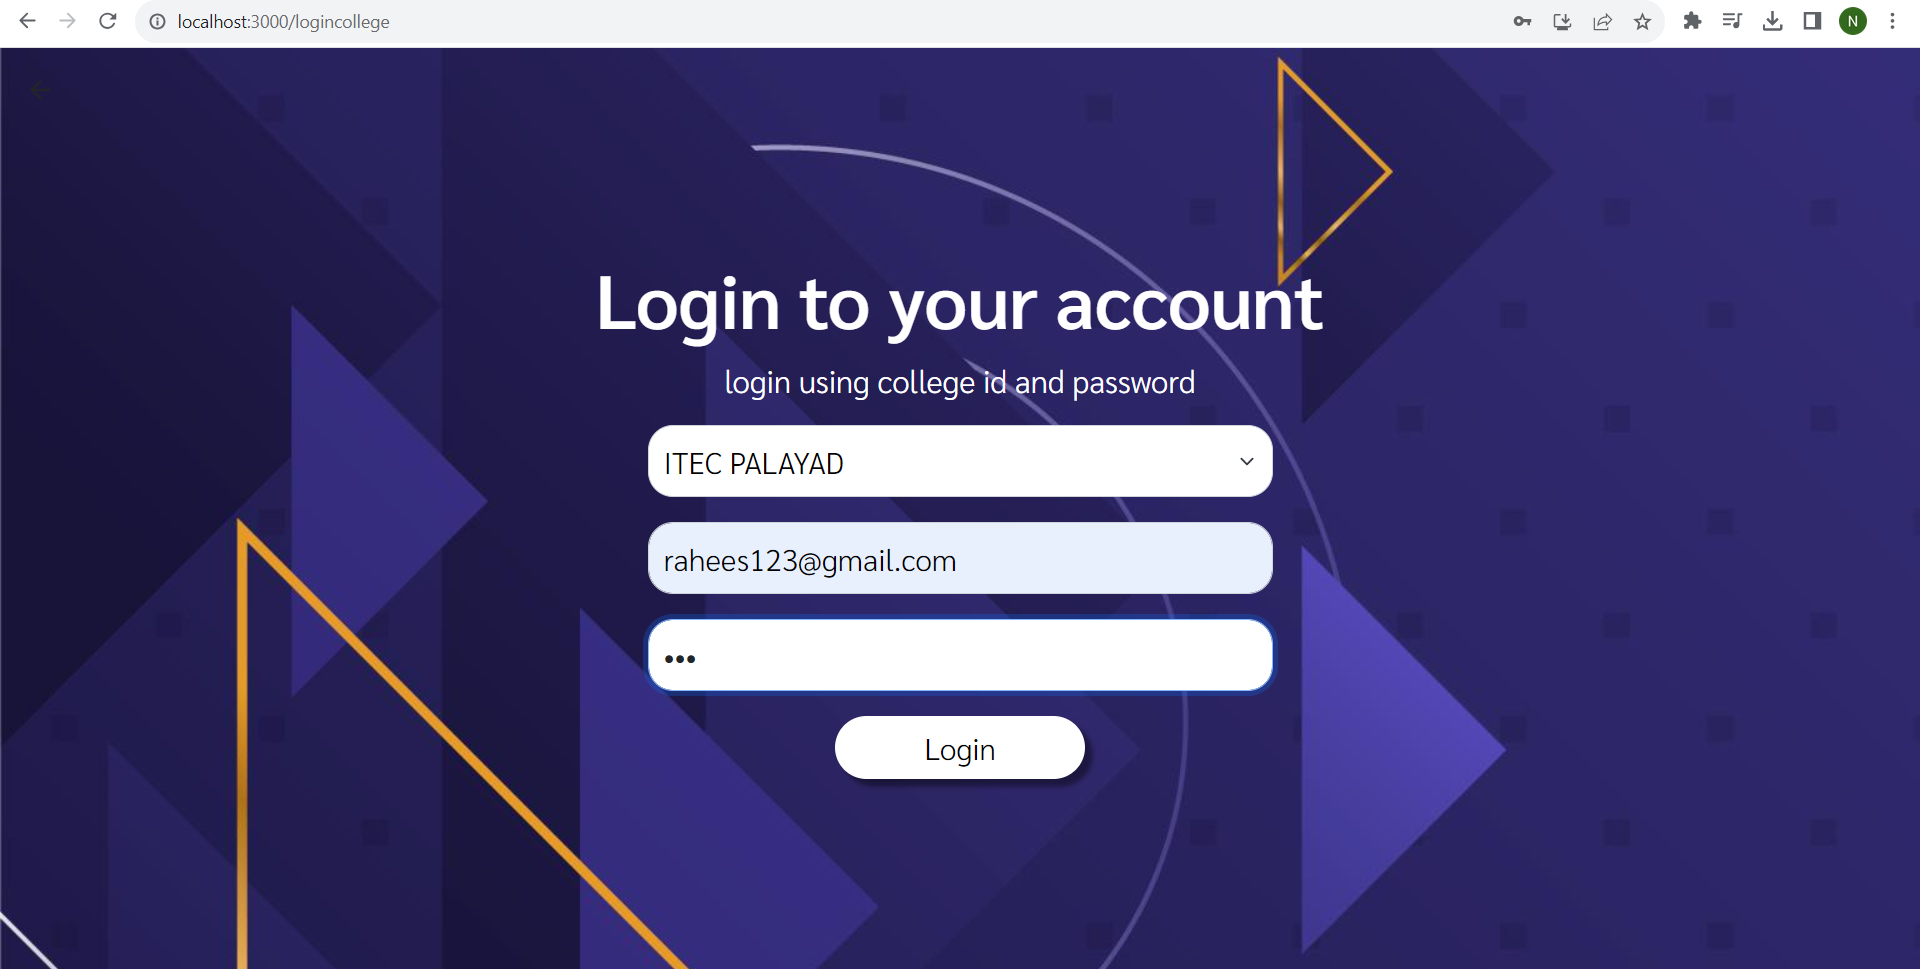 localhost:3000/logincollege
N
Login to your account
login using college id and password
ITEC PALAYAD
rahees123@gmail.com
•••
Login